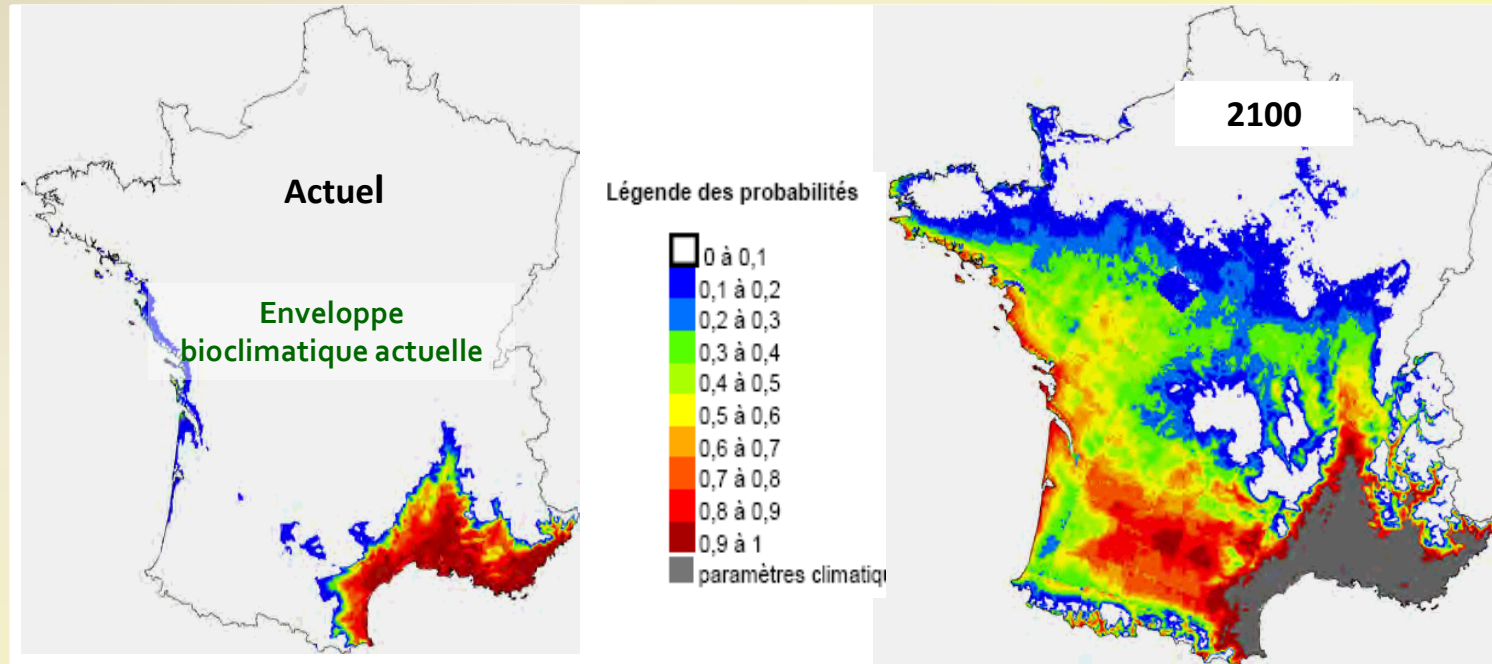 Actuel
Enveloppe
bioclimatique actuelle
Légende des probabilités
0 à 0,1
0,1 à 0,2
0,2 à 0,3
0,3 à 0,4
0,4 à 0,5
0,5 à 0,6
0,6 à 0,7
0,7 à 0,8
0,8 à 0,9
0,9 à 1
paramètres climatiqu
2100